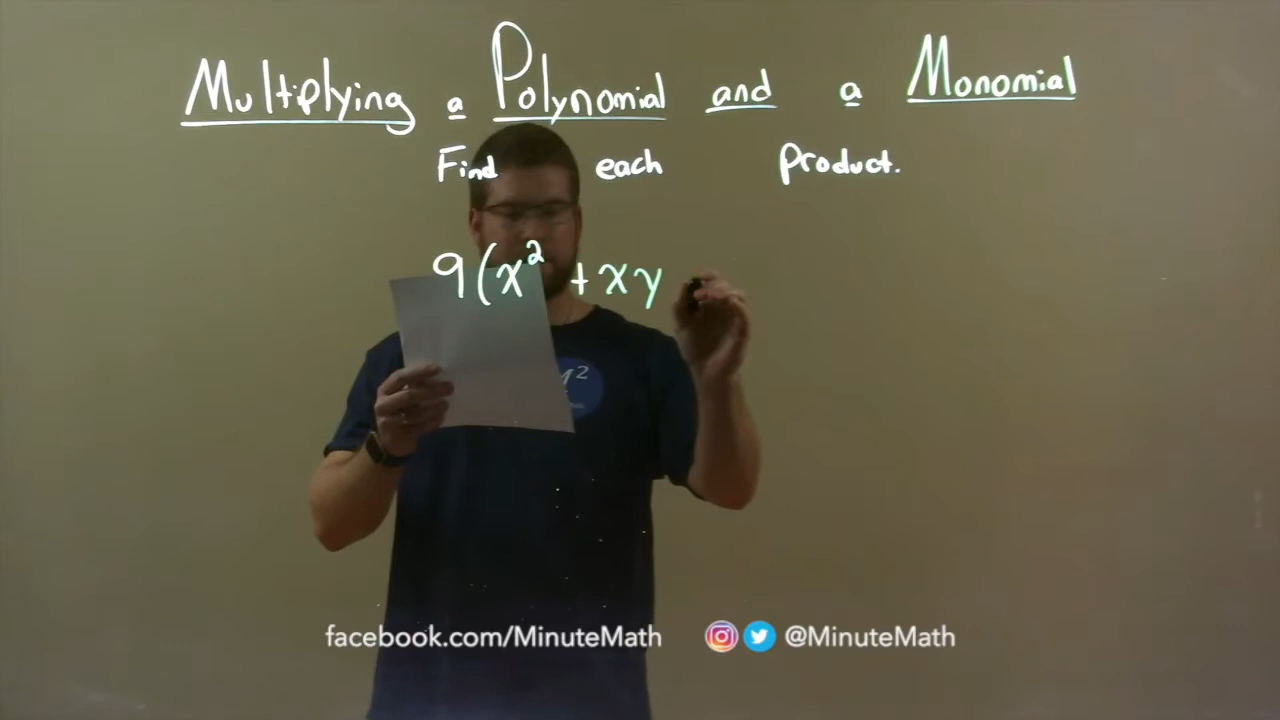 Multiplying a Polynomial and a Monomial
Find each product.
9(x² + xy
facebook.com/MinuteMath @MinuteMath